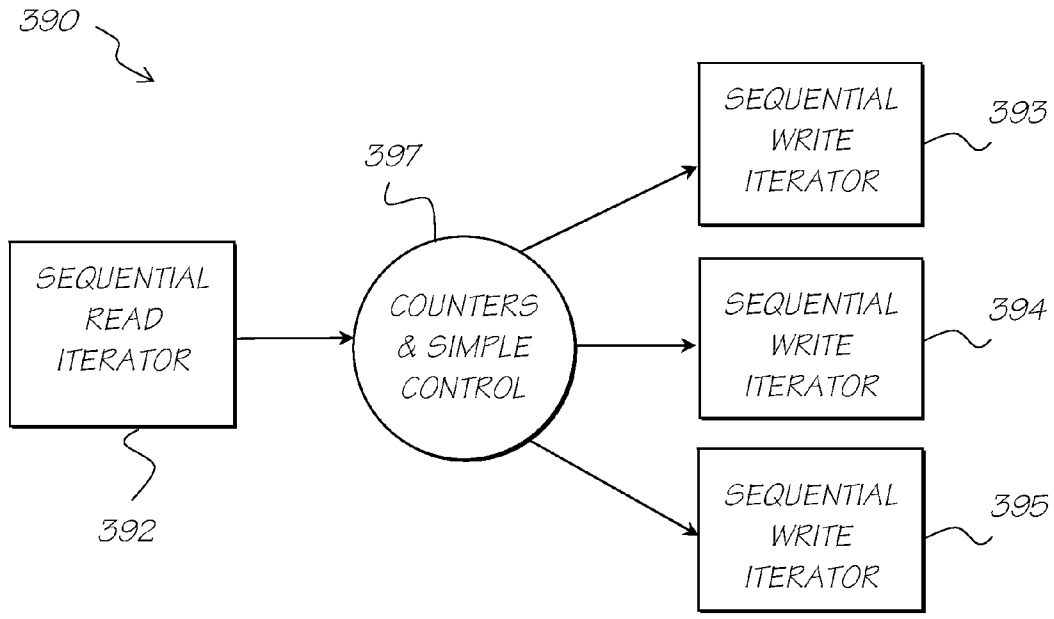 390
397
SEQUENTIAL
READ
ITERATOR
392
COUNTERS
& SIMPLE
CONTROL
SEQUENTIAL
WRITE
ITERATOR
393
SEQUENTIAL
WRITE
ITERATOR
394
SEQUENTIAL
WRITE
ITERATOR
395